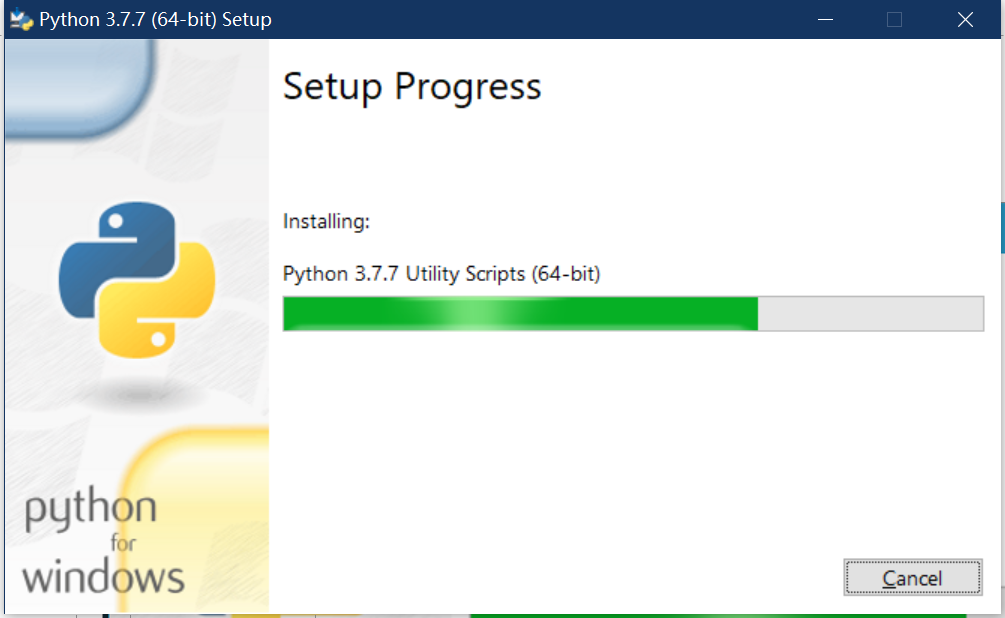 Python 3.7.7 (64-bit) Setup
Setup Progress
Installing:
Python 3.7.7 Utility Scripts (64-bit)
python
for
windows
Cancel